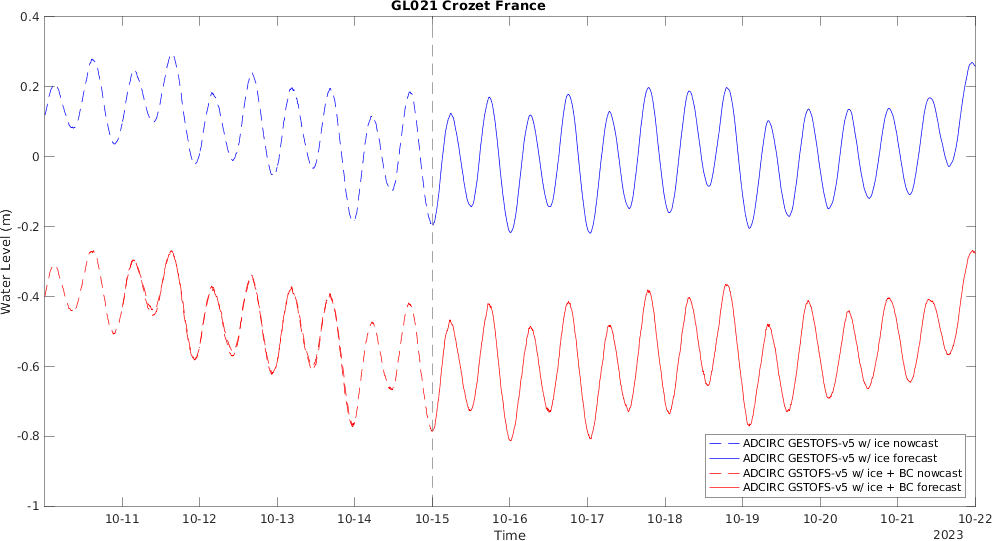 GL021 Crozet France
0.4
0.2
0
-0.2
-0.4
-0.6
-0.8
-1
Water Level (m)
ADCIRC GESTOFS-v5 w/ ice nowcast
ADCIRC GESTOFS-v5 w/ ice forecast
ADCIRC GSTOFS-v5 w/ ice + BC nowcast
ADCIRC GSTOFS-v5 w/ ice + BC forecast
10-11 10-12 10-13 10-14 10-15 10-16 10-17 10-18 10-19 10-20 10-21 10-22
Time
2023